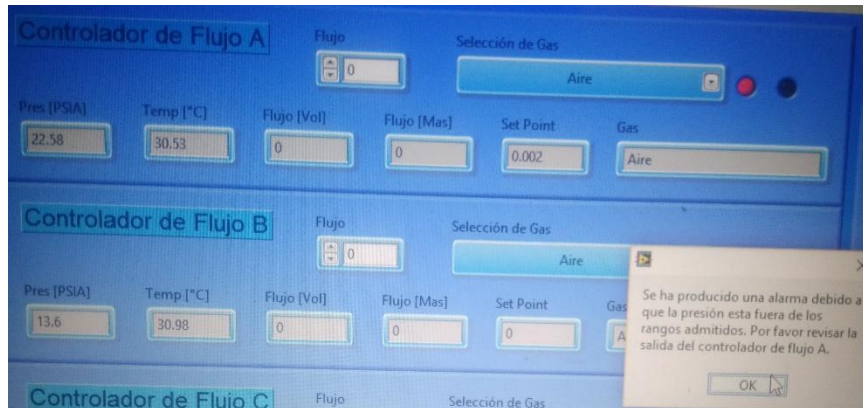 Controlador de Flujo A
Flujo
Selección de Gas
0
Aire
Pres [PSIA]
Temp [°C]
Flujo [Vol]
Flujo [Mas]
Set Point
Gas
22.58
30.53
0
0
0.002
Aire
Controlador de Flujo B
Flujo
Selección de Gas
0
Aire
Pres [PSIA]
Temp [°C]
Flujo [Vol]
Flujo [Mas]
Set Point
Gas
13.6
30.98
0
0
0
A
Se ha producido una alarma debido a
que la presión esta fuera de los
rangos admitidos. Por favor revisar la
salida del controlador de flujo A.
OK
Controlador de Flujo C
Flujo
Selección de Gas